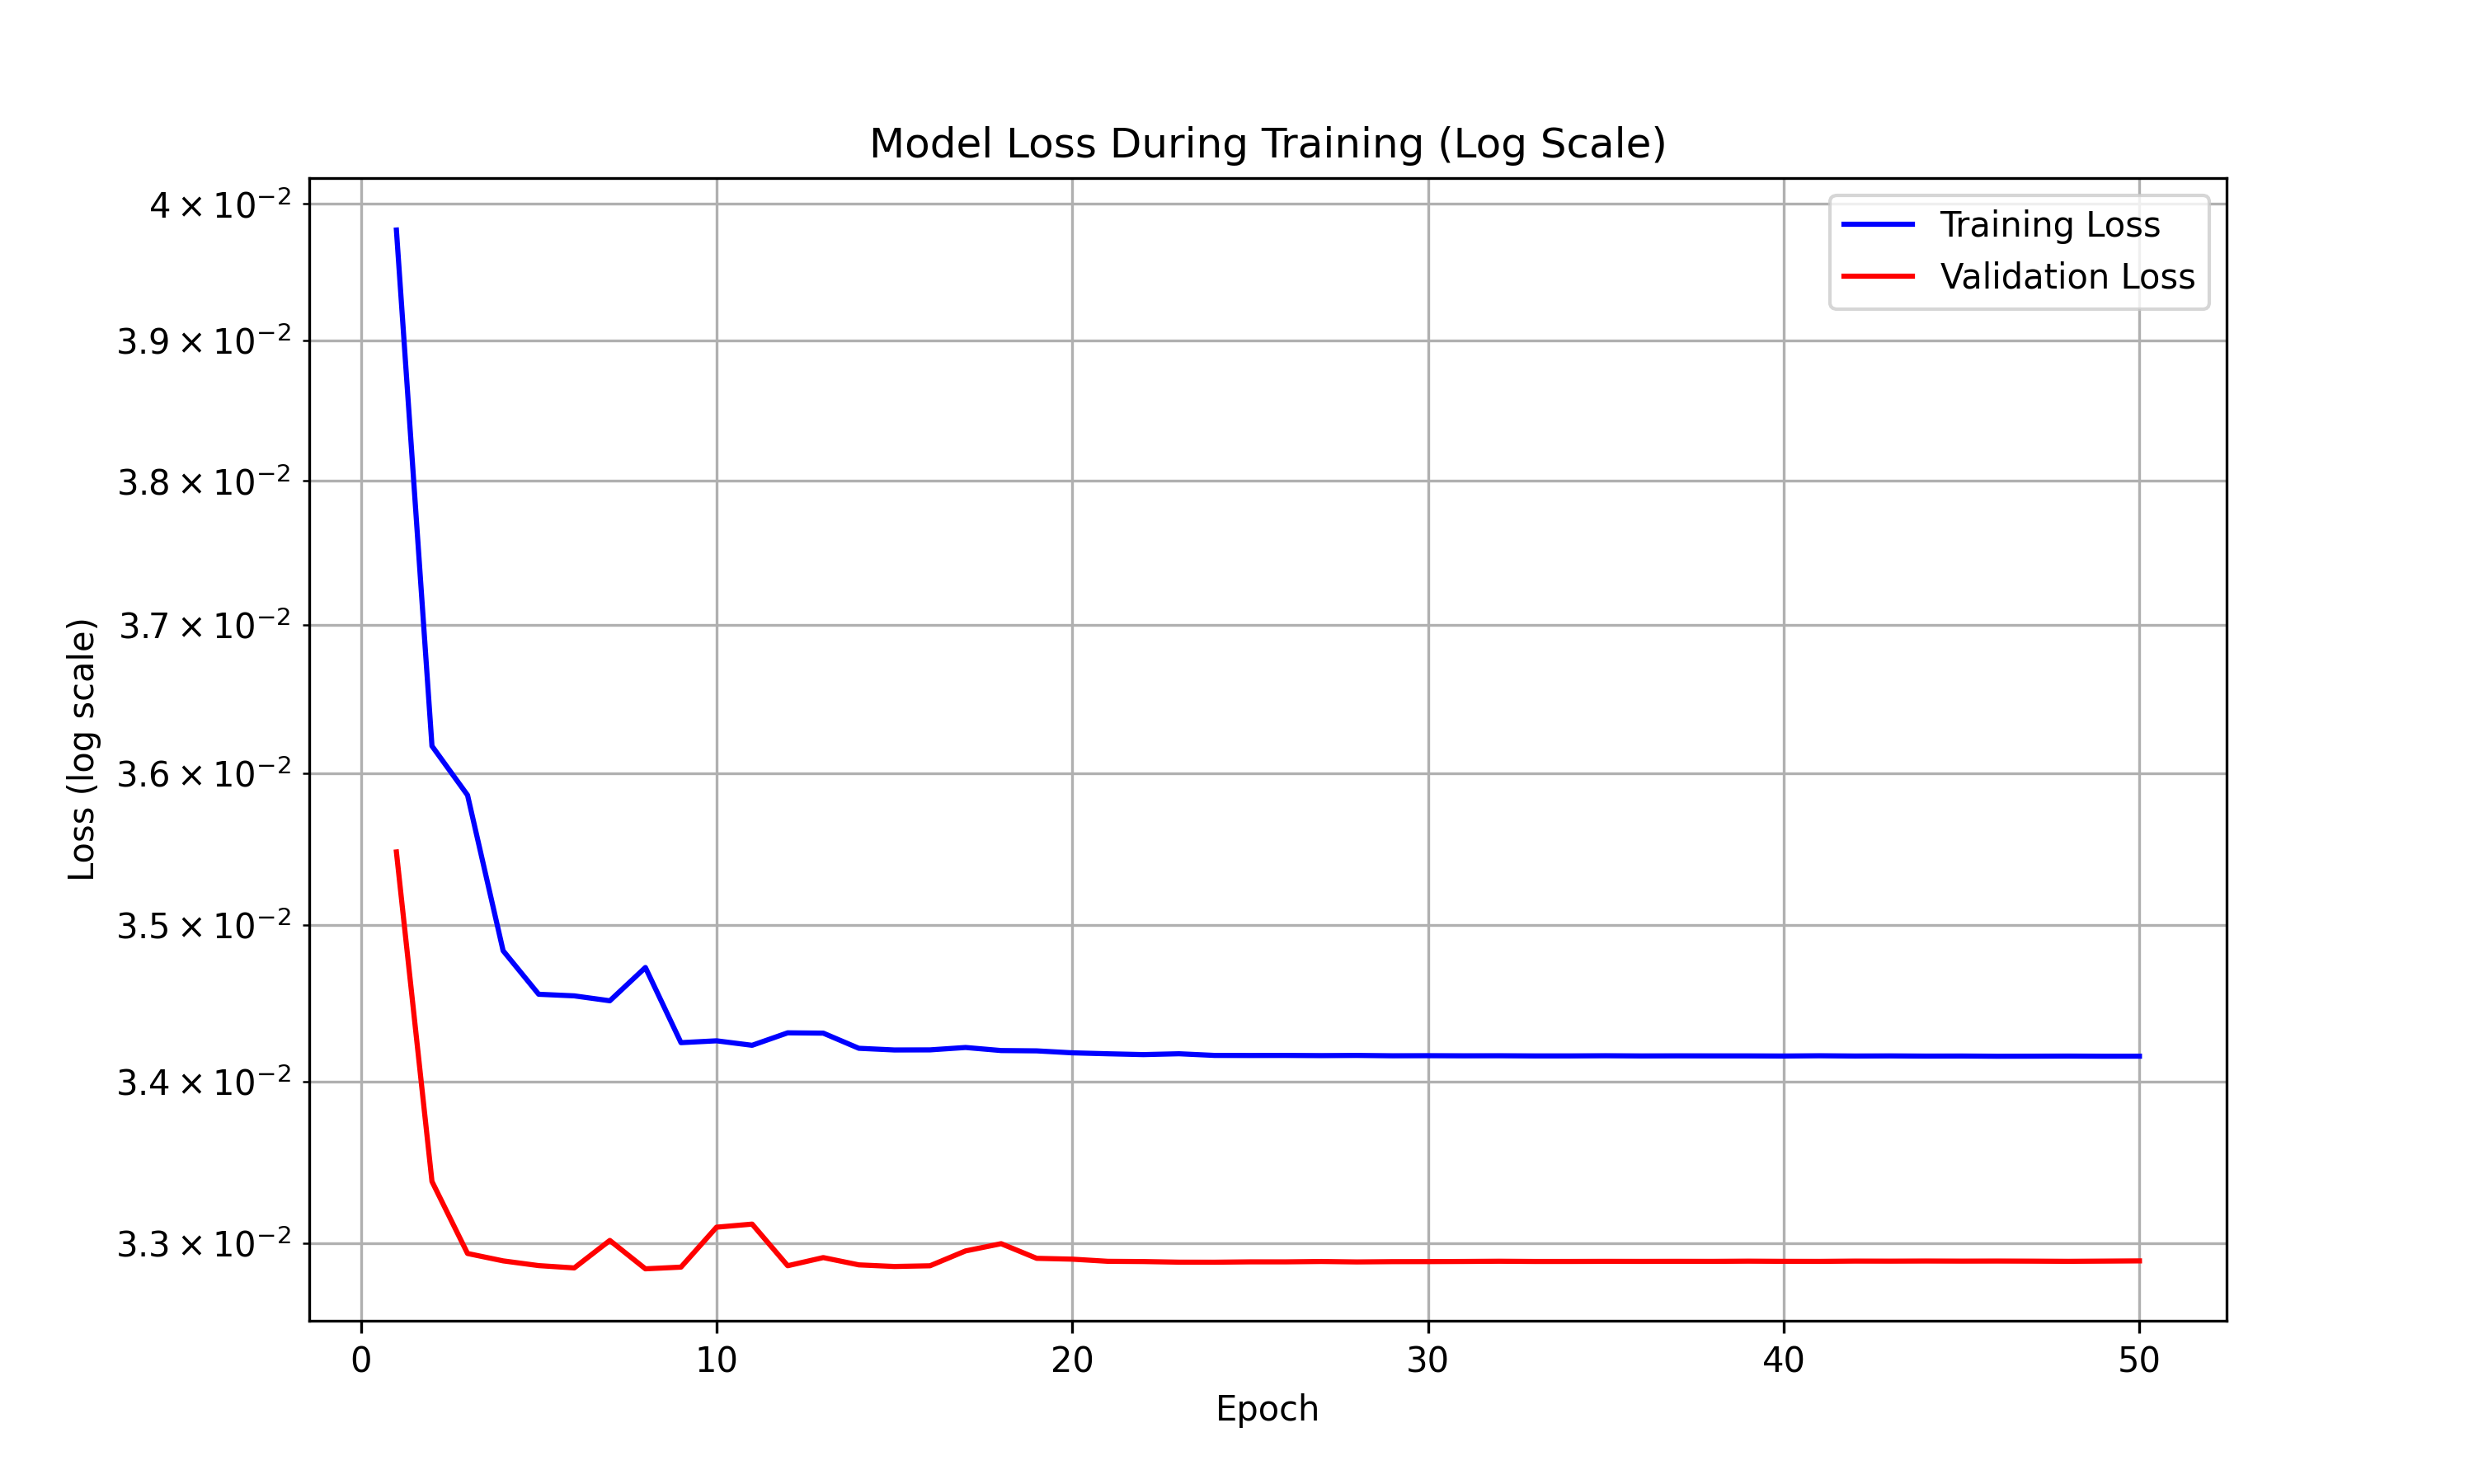 Model Loss During Training (Log Scale)
Training Loss
Validation Loss
Loss (log scale)
4 × 10⁻²
3.9 × 10⁻²
3.8 × 10⁻²
3.7 × 10⁻²
3.6 × 10⁻²
3.5 × 10⁻²
3.4 × 10⁻²
3.3 × 10⁻²
0 10 20 30 40 50
Epoch